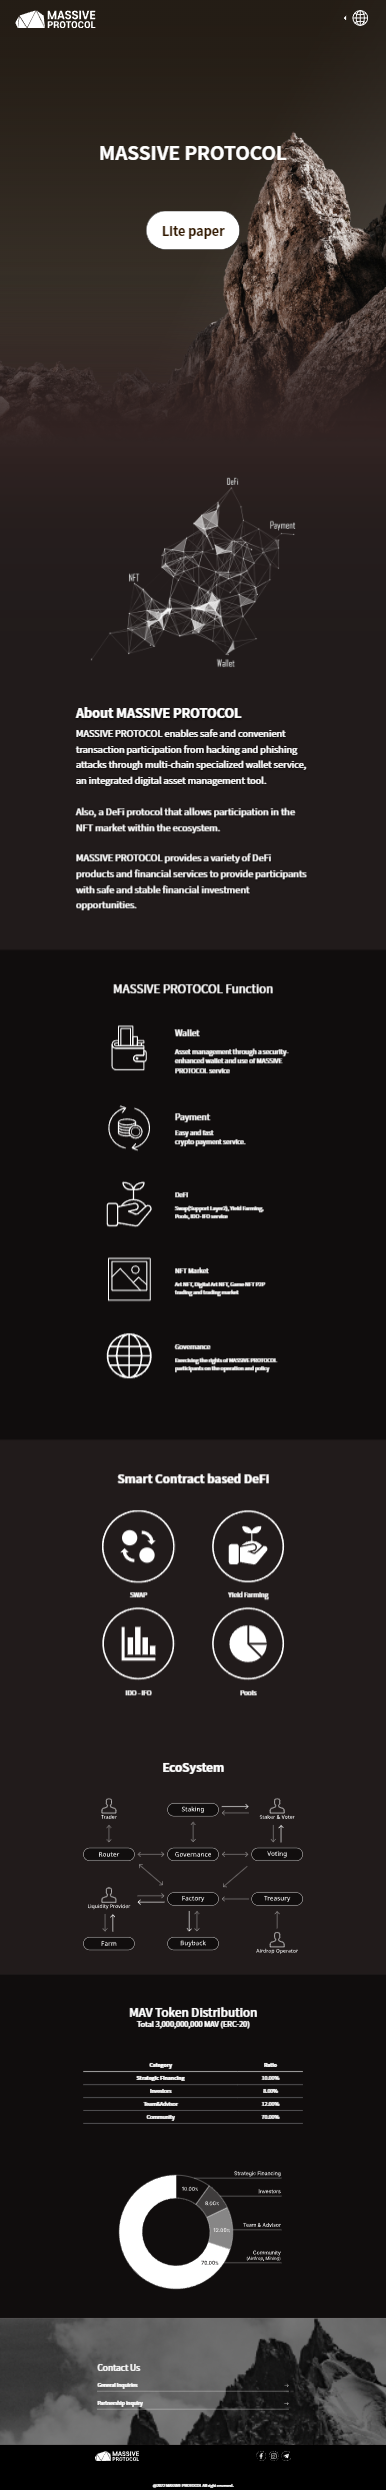 MASSIVE
PROTOCOL
MASSIVE PROTOCOL
Lite paper
DeFi
Payment
NFT
Wallet
About MASSIVE PROTOCOL
MASSIVE PROTOCOL enables safe and convenient
transaction participation from hacking and phishing
attacks through multi-chain specialized wallet service,
an integrated digital asset management tool.
Also, a DeFi protocol that allows participation in the
NFT market within the ecosystem.
MASSIVE PROTOCOL provides a variety of DeFi
products and financial services to provide participants
with safe and stable financial investment
opportunities.
MASSIVE PROTOCOL Function
Wallet
Asset management through a security-
enhanced wallet and use of MASSIVE
PROTOCOL service
Payment
Easy and fast
crypto payment service.
DeFi
Swap(Support Layer2), Yield Farming,
Pools, IDO-IFO service
NFT Market
Art NFT, Digital Art NFT, Game NFT P2P
trading and trading market
Governance
Exercising the rights of MASSIVE PROTOCOL
participants on the operation and policy
Smart Contract based DeFi
SWAP
Yield Farming
IDO - IFO
Pools
EcoSystem
Trader
Staking
Staker & Voter
Router
Governance
Voting
Liquidity Provider
Factory
Treasury
Farm
Buyback
Airdrop Operator
MAV Token Distribution
Total 3,000,000,000 MAV (ERC-20)
Category Ratio
Strategic Financing 10.00%
Investors 8.00%
Team&Advisor 12.00%
Community 70.00%
Strategic Financing
10.00%
Investors
8.00%
Team & Advisor
12.00%
Community
(Airdrop, Mining)
70.00%
Contact Us
General Inquiries →
Partnership Inquiry →
MASSIVE
PROTOCOL
@2022 MASSIVE PROTOCOL All right reserved.